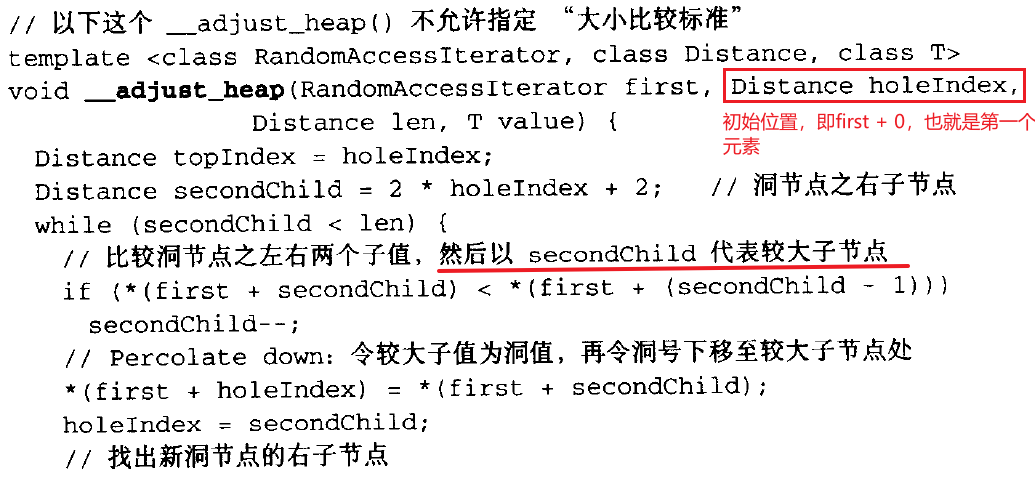 // 以下这个 __adjust_heap() 不允许指定 “大小比较标准”
template <class RandomAccessIterator, class Distance, class T>
void __adjust_heap(RandomAccessIterator first, Distance holeIndex,
Distance len, T value) {
初始位置，即first + 0，也就是第一个
元素
Distance topIndex = holeIndex;
Distance secondChild = 2 * holeIndex + 2; // 洞节点之右子节点
while (secondChild < len) {
// 比较洞节点之左右两个子值，然后以 secondChild 代表较大子节点
if (*(first + secondChild) < *(first + (secondChild - 1)))
secondChild--;
// Percolate down：令较大子值为洞值，再令洞号下移至较大子节点处
*(first + holeIndex) = *(first + secondChild);
holeIndex = secondChild;
// 找出新洞节点的右子节点